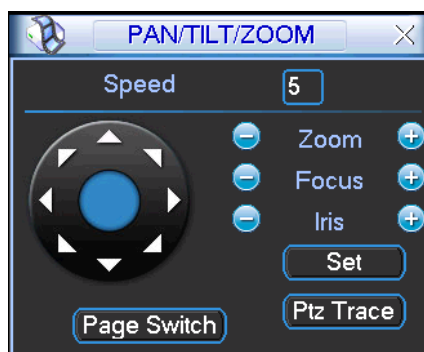 PAN/TILT/ZOOM
Speed 5
Zoom
Focus
Iris
Set
Ptz Trace
Page Switch